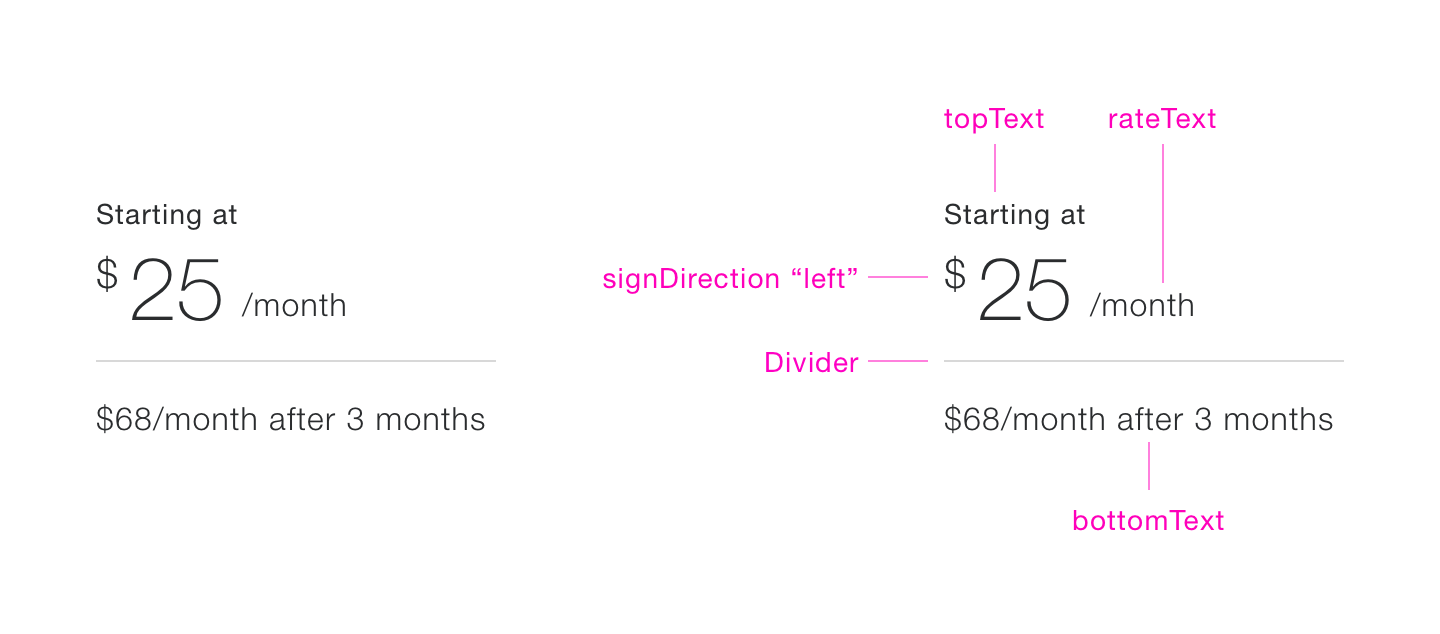 Starting at
$ 25 /month
$68/month after 3 months
topText rateText
Starting at
signDirection “left”
$ 25 /month
Divider
$68/month after 3 months
bottomText